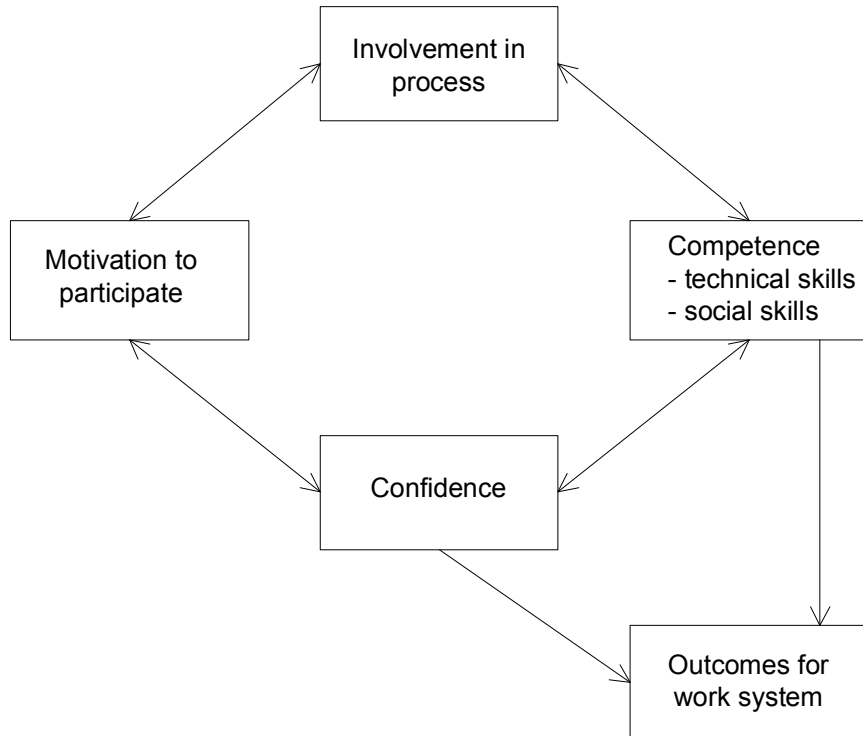 Involvement in
process
Motivation to
participate
Competence
- technical skills
- social skills
Confidence
Outcomes for
work system